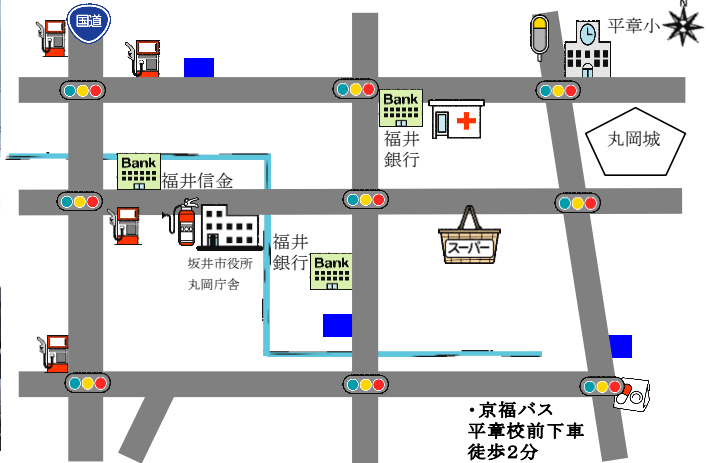 国道
平章小
N
Bank
福井
銀行
丸岡城
Bank
福井信金
坂井市役所
丸岡庁舎
福井
銀行
Bank
スーパー
・京福バス
平章校前下車
徒歩2分